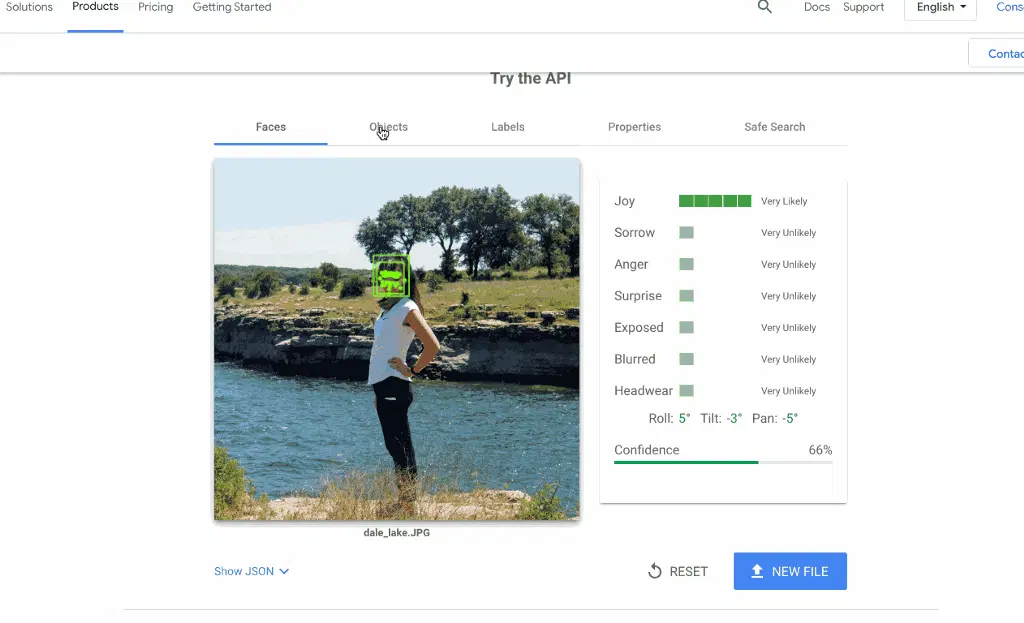 Solutions Products Pricing Getting Started Docs Support English
Try the API
Faces Objects Labels Properties Safe Search
Joy Very Likely
Sorrow Very Unlikely
Anger Very Unlikely
Surprise Very Unlikely
Exposed Very Unlikely
Blurred Very Unlikely
Headwear Very Unlikely
Roll: 5° Tilt: -3° Pan: -5°
Confidence 66%
dale_lake.JPG
Show JSON RESET NEW FILE